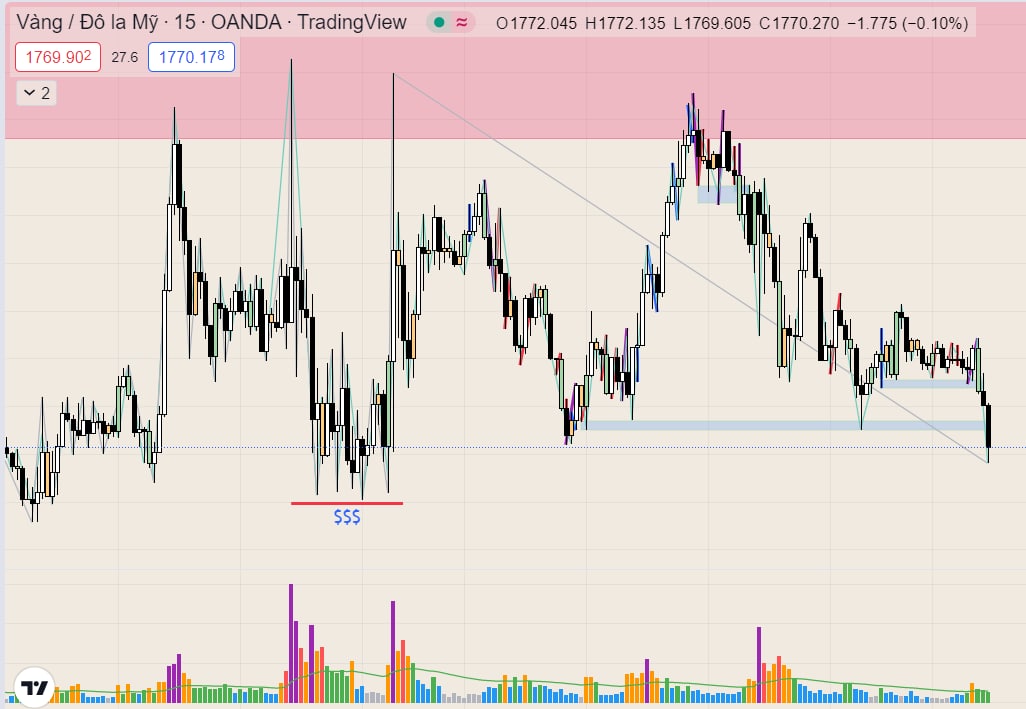 Vàng / Đô la Mỹ · 15 · OANDA · TradingView ≈ O1772.045 H1772.135 L1769.605 C1770.270 −1.775 (−0.10%)
1769.902 27.6 1770.178
2
$$$